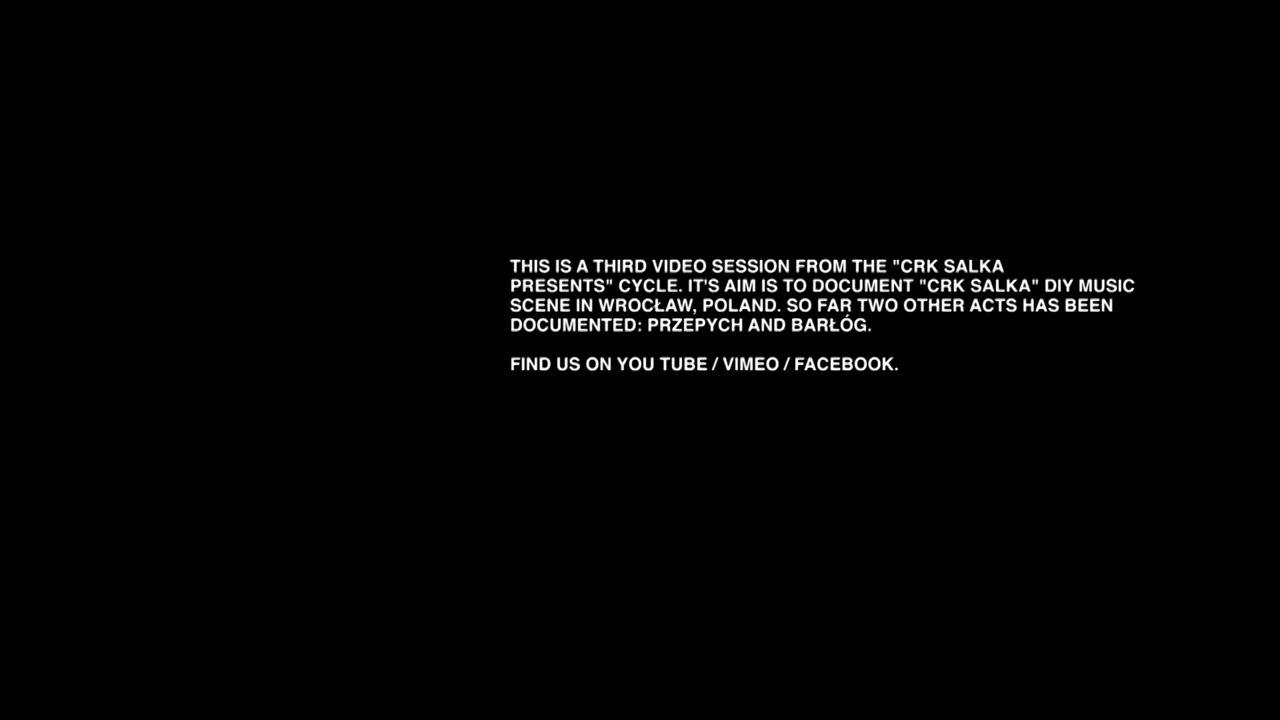 THIS IS A THIRD VIDEO SESSION FROM THE "CRK SALKA
PRESENTS" CYCLE. IT'S AIM IS TO DOCUMENT "CRK SALKA" DIY MUSIC
SCENE IN WROCŁAW, POLAND. SO FAR TWO OTHER ACTS HAS BEEN
DOCUMENTED: PRZEPYCH AND BARŁÓG.
FIND US ON YOU TUBE / VIMEO / FACEBOOK.